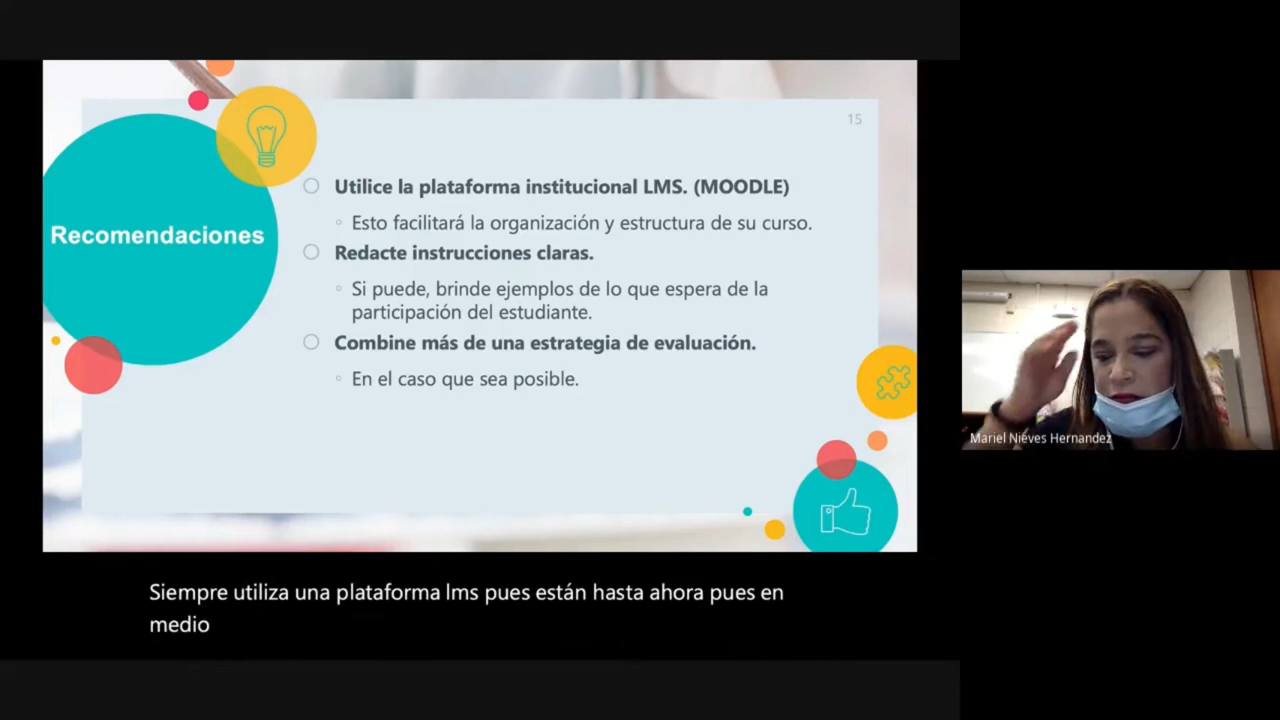 15
Recomendaciones
Utilice la plataforma institucional LMS. (MOODLE)
Esto facilitará la organización y estructura de su curso.
Redacte instrucciones claras.
Si puede, brinde ejemplos de lo que espera de la
participación del estudiante.
Combine más de una estrategia de evaluación.
En el caso que sea posible.
Mariel Nieves Hernandez
Siempre utiliza una plataforma lms pues están hasta ahora pues en
medio